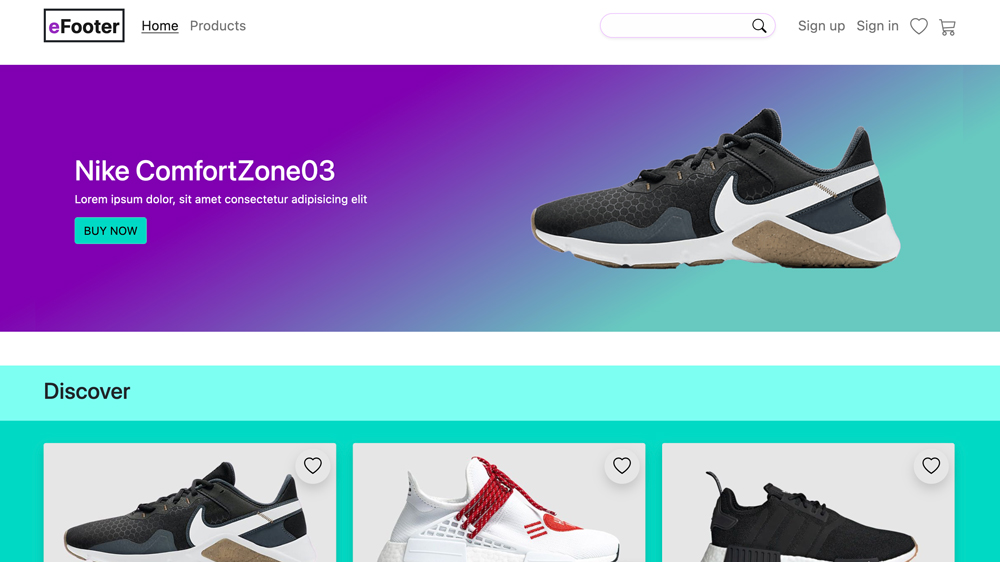 eFooter
Home
Products
Sign up
Sign in
Nike ComfortZone03
Lorem ipsum dolor, sit amet consectetur adipisicing elit
BUY NOW
Discover